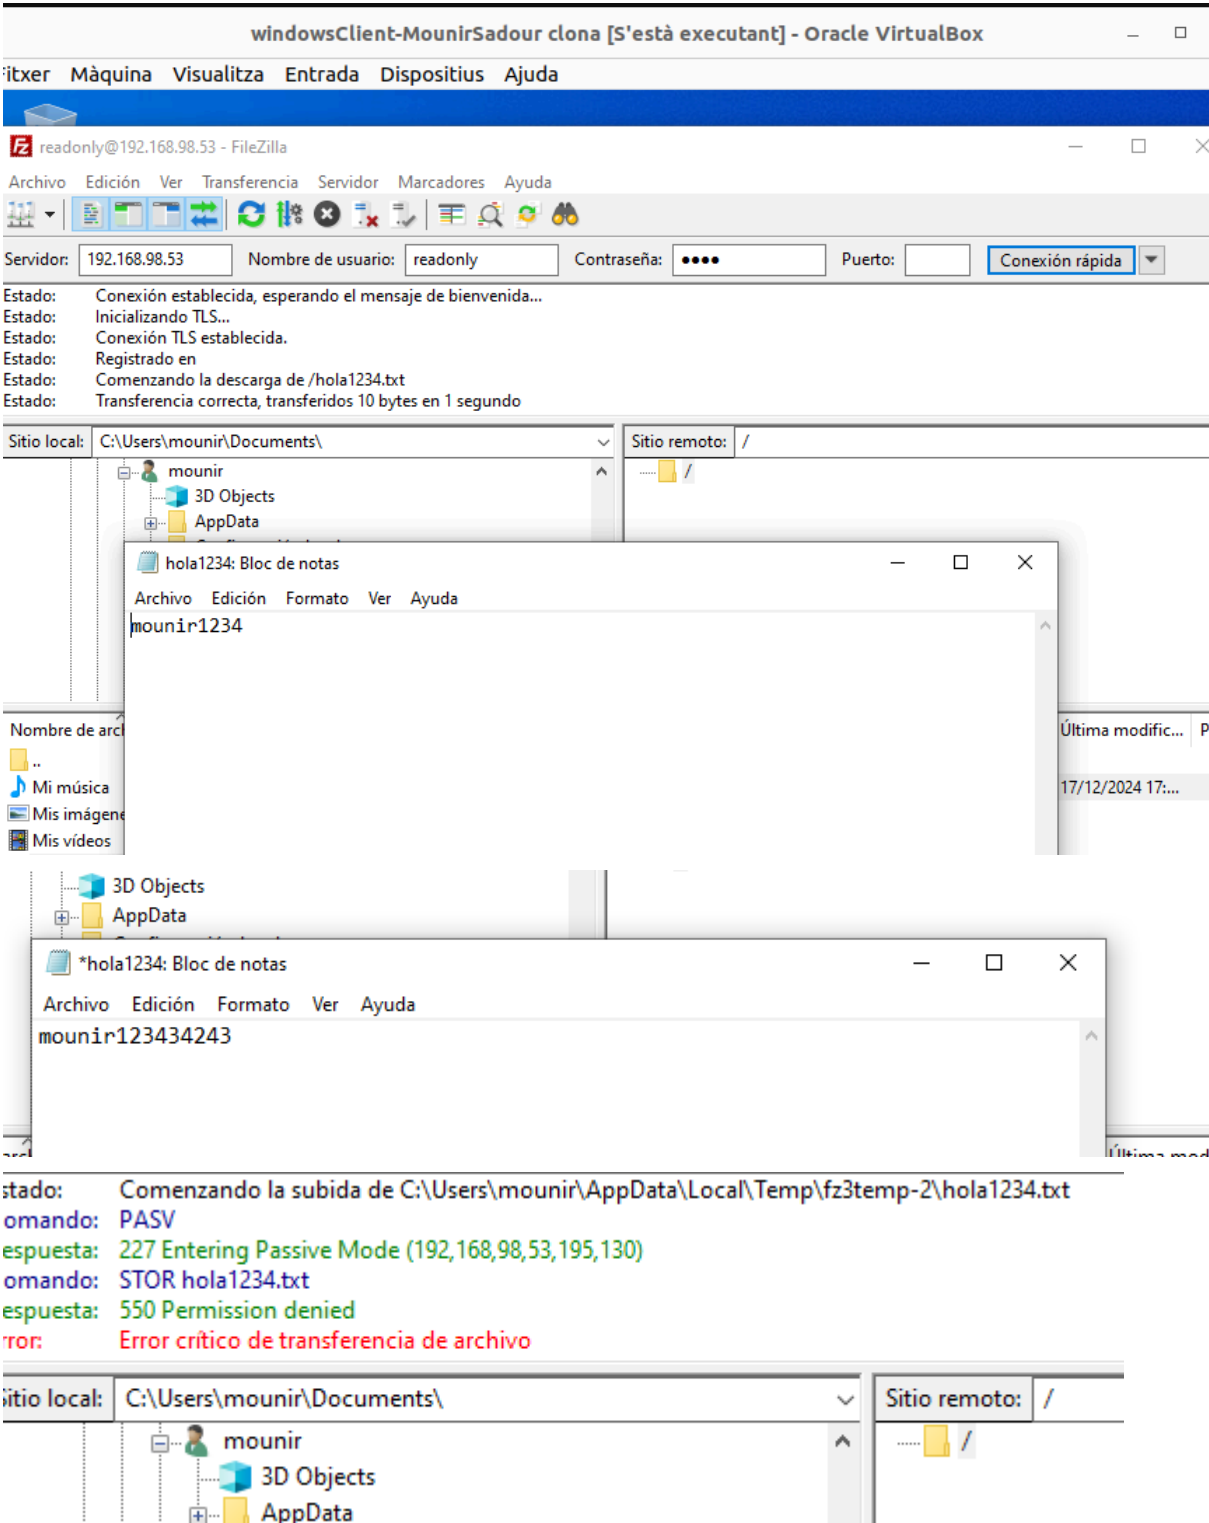 windowsClient-MounirSadour clona [S'està executant] - Oracle VirtualBox
Fitxer Màquina Visualitza Entrada Dispositius Ajuda
readonly@192.168.98.53 - FileZilla
Archivo Edición Ver Transferencia Servidor Marcadores Ayuda
Servidor: 192.168.98.53 Nombre de usuario: readonly Contraseña: ●●●● Puerto: Conexión rápida
Estado: Conexión establecida, esperando el mensaje de bienvenida...
Estado: Inicializando TLS...
Estado: Conexión TLS establecida.
Estado: Registrado en
Estado: Comenzando la descarga de /hola1234.txt
Estado: Transferencia correcta, transferidos 10 bytes en 1 segundo
Sitio local: C:\Users\mounir\Documents\ Sitio remoto: /
mounir /
3D Objects
AppData
hola1234: Bloc de notas
Archivo Edición Formato Ver Ayuda
mounir1234
Nombre de arch Última modific... P
..
Mi música 17/12/2024 17:...
Mis imágene
Mis vídeos
3D Objects
AppData
*hola1234: Bloc de notas
Archivo Edición Formato Ver Ayuda
mounir123434243
stado: Comenzando la subida de C:\Users\mounir\AppData\Local\Temp\fz3temp-2\hola1234.txt
omando: PASV
espuesta: 227 Entering Passive Mode (192,168,98,53,195,130)
omando: STOR hola1234.txt
espuesta: 550 Permission denied
rror: Error crítico de transferencia de archivo
Sitio local: C:\Users\mounir\Documents\ Sitio remoto: /
mounir /
3D Objects
AppData